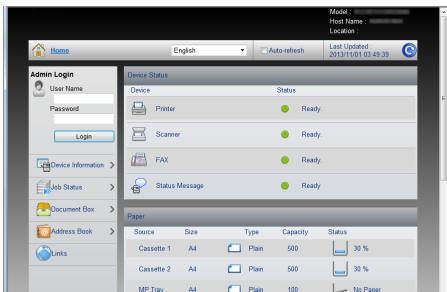 Model :
Host Name :
Location :
Home
English
Auto-refresh
Last Updated :
2013/11/01 03:49:39
Admin Login
User Name
Password
Login
Device Information
Job Status
Document Box
Address Book
Links
Device Status
Device Status
Printer Ready.
Scanner Ready.
FAX Ready.
Status Message Ready.
Paper
Source Size Type Capacity Status
Cassette 1 A4 Plain 500 30 %
Cassette 2 A4 Plain 500 30 %
MP Tray A4 Plain 100 No Paper